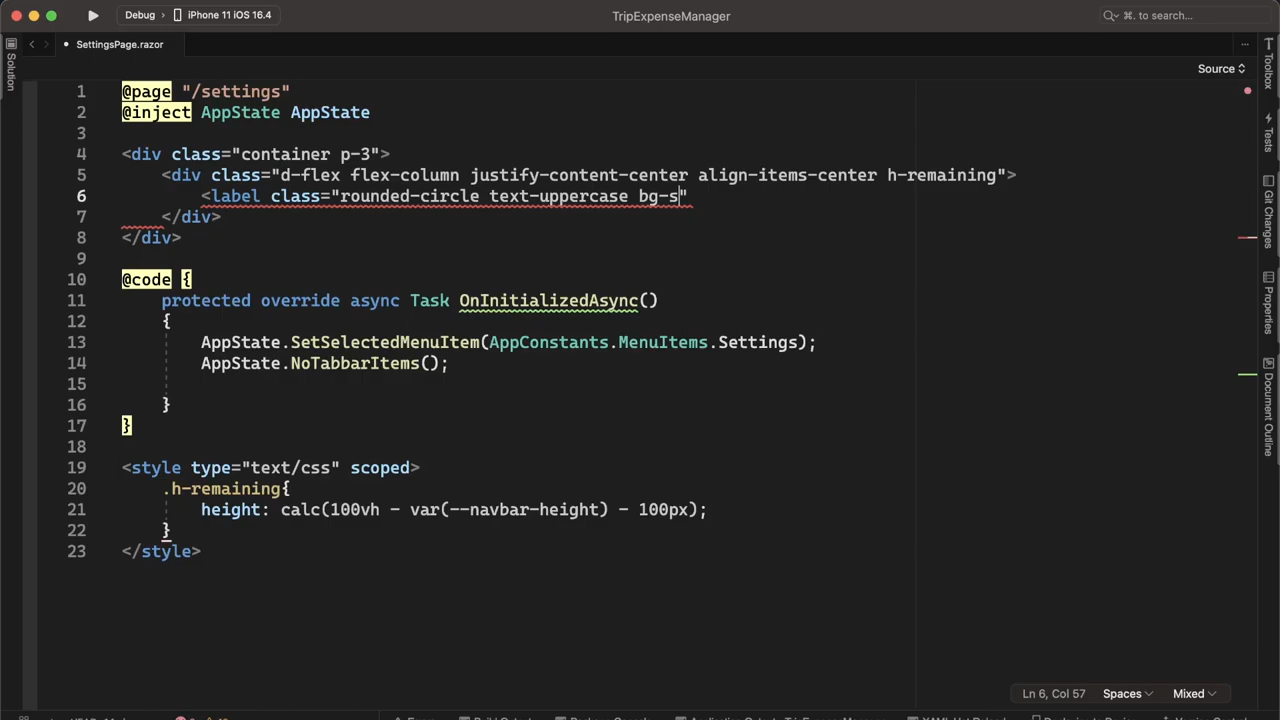 Debug > iPhone 11 iOS 16.4
TripExpenseManager
⌘. to search...
Solution
SettingsPage.razor
Source
Toolbox
Tests
Git Changes
Properties
Document Outline
1 @page "/settings"
2 @inject AppState AppState
3
4 <div class="container p-3">
5 <div class="d-flex flex-column justify-content-center align-items-center h-remaining">
6 <label class="rounded-circle text-uppercase bg-s"
7 </div>
8 </div>
9
10 @code {
11 protected override async Task OnInitializedAsync()
12 {
13 AppState.SetSelectedMenuItem(AppConstants.MenuItems.Settings);
14 AppState.NoTabbarItems();
15
16 }
17 }
18
19 <style type="text/css" scoped>
20 .h-remaining{
21 height: calc(100vh - var(--navbar-height) - 100px);
22 }
23 </style>
Ln 6, Col 57 Spaces Mixed